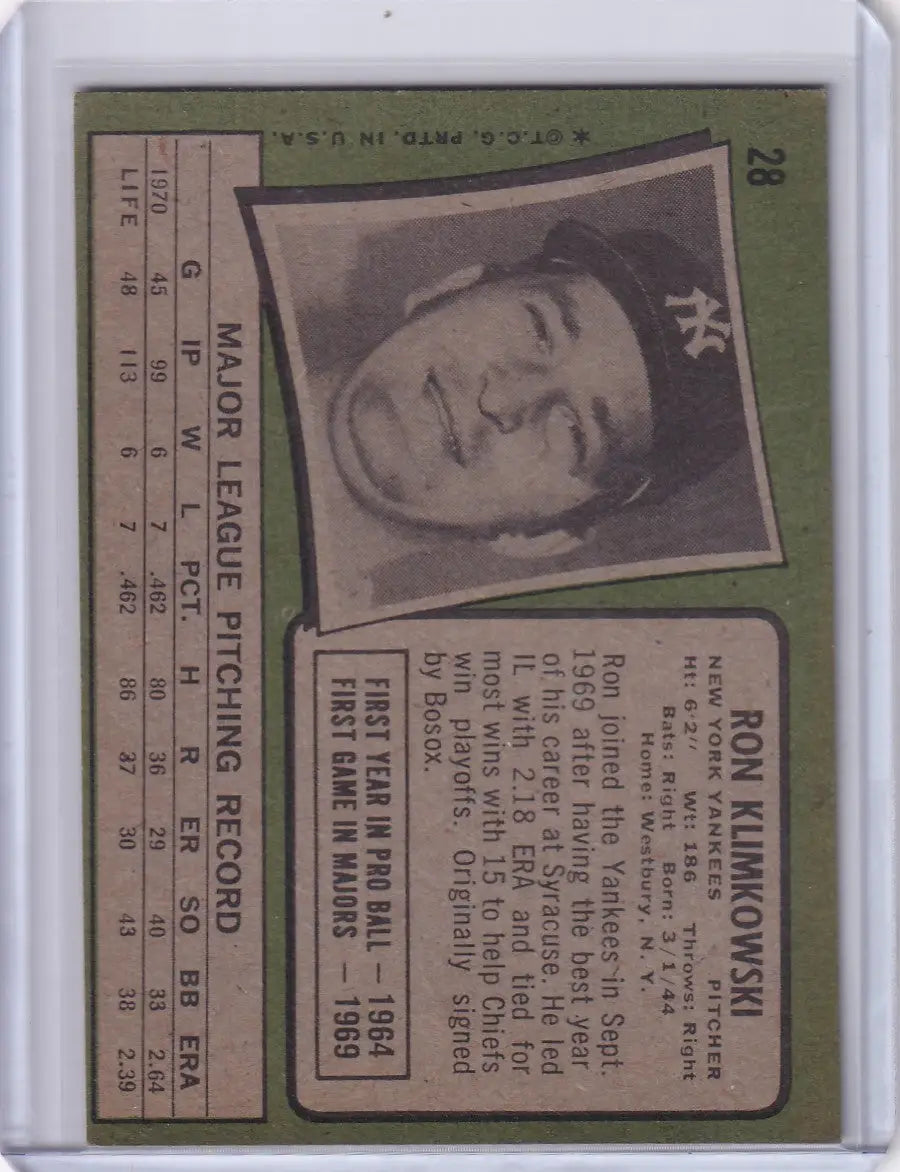 28
RON KLIMKOWSKI
NEW YORK YANKEES PITCHER
Ht: 6'2" Wt: 186 Throws: Right
Bats: Right Born: 3/1/44
Home: Westbury, N. Y.
Ron joined the Yankees in Sept.
1969 after having the best year
of his career at Syracuse. He led
IL with 2.18 ERA and tied for
most wins with 15 to help Chiefs
win playoffs. Originally signed
by Bosox.
FIRST YEAR IN PRO BALL — 1964
FIRST GAME IN MAJORS — 1969
NY
*©T.C.G. PRTD. IN U.S.A.
MAJOR LEAGUE PITCHING RECORD
G IP W L PCT. H R ER SO BB ERA
1970 45 99 6 7 .462 80 36 29 40 33 2.64
LIFE 48 113 6 7 .462 86 37 30 43 38 2.39